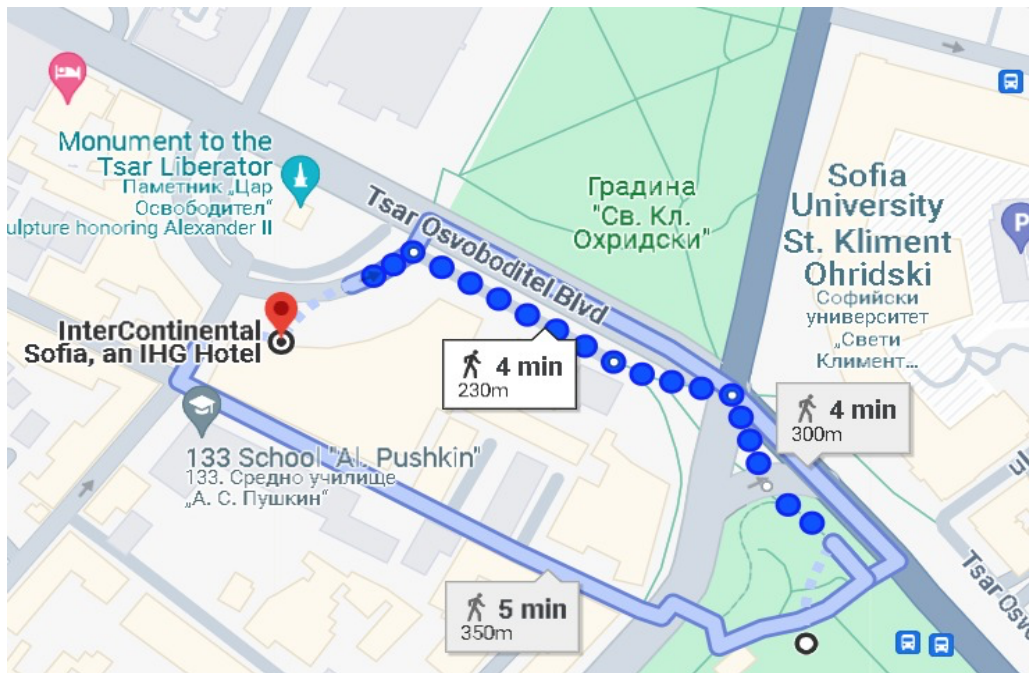 Monument to the
Tsar Liberator
Паметник „Цар
Освободител“
ulpture honoring Alexander II
Tsar Osvoboditel Blvd
Градина
"Св. Кл.
Охридски"
Sofia
University
St. Kliment
Ohridski
Софийски
университет
„Свети
Климент...
P
InterContinental
Sofia, an IHG Hotel
4 min
230m
4 min
300m
133 School "Al. Pushkin"
133. Средно училище
„А. С. Пушкин“
5 min
350m
Tsar Osvo